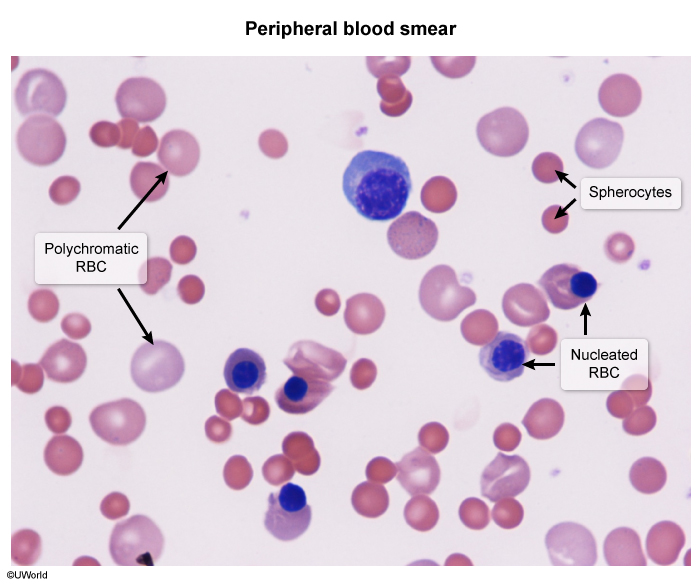 Peripheral blood smear
Spherocytes
Polychromatic
RBC
Nucleated
RBC
©UWorld